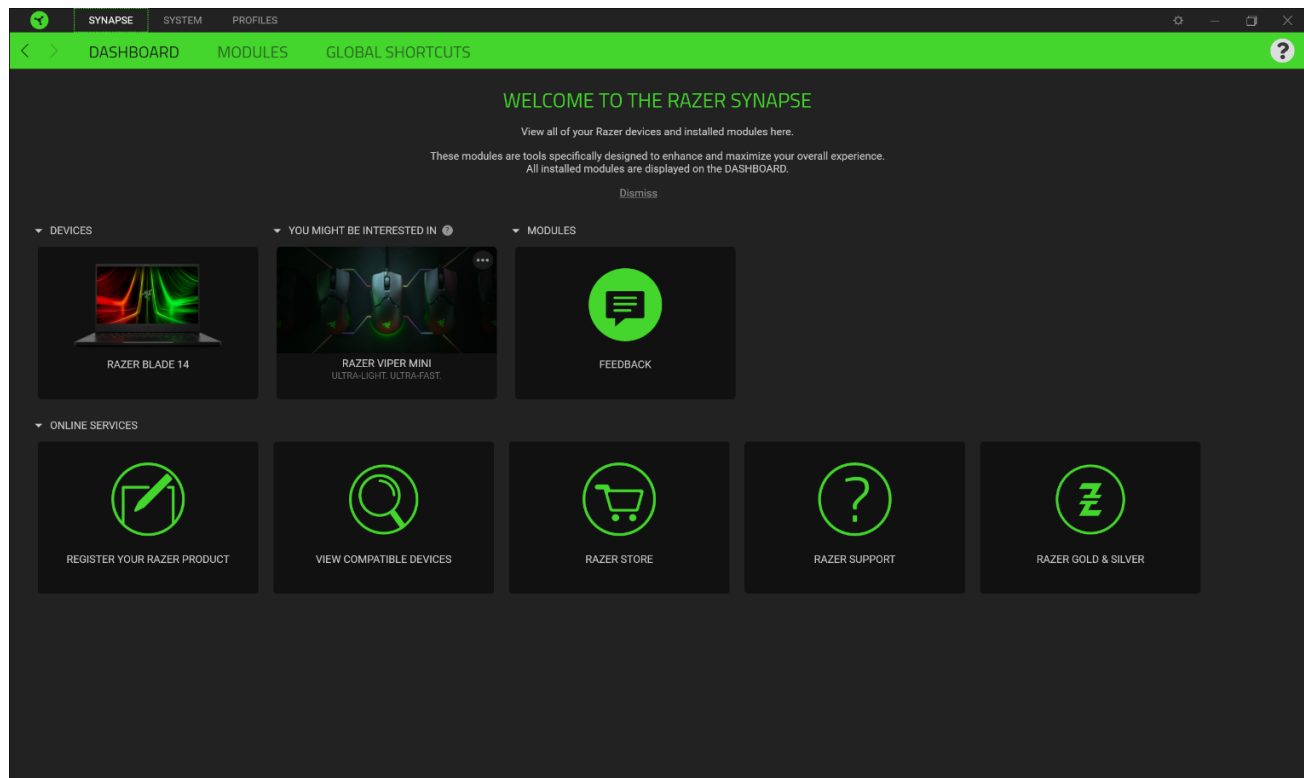 SYNAPSE SYSTEM PROFILES
DASHBOARD MODULES GLOBAL SHORTCUTS
?
WELCOME TO THE RAZER SYNAPSE
View all of your Razer devices and installed modules here.
These modules are tools specifically designed to enhance and maximize your overall experience.
All installed modules are displayed on the DASHBOARD.
Dismiss
DEVICES
YOU MIGHT BE INTERESTED IN ?
MODULES
RAZER BLADE 14
RAZER VIPER MINI
ULTRA-LIGHT. ULTRA-FAST.
FEEDBACK
ONLINE SERVICES
REGISTER YOUR RAZER PRODUCT
VIEW COMPATIBLE DEVICES
RAZER STORE
RAZER SUPPORT
RAZER GOLD & SILVER